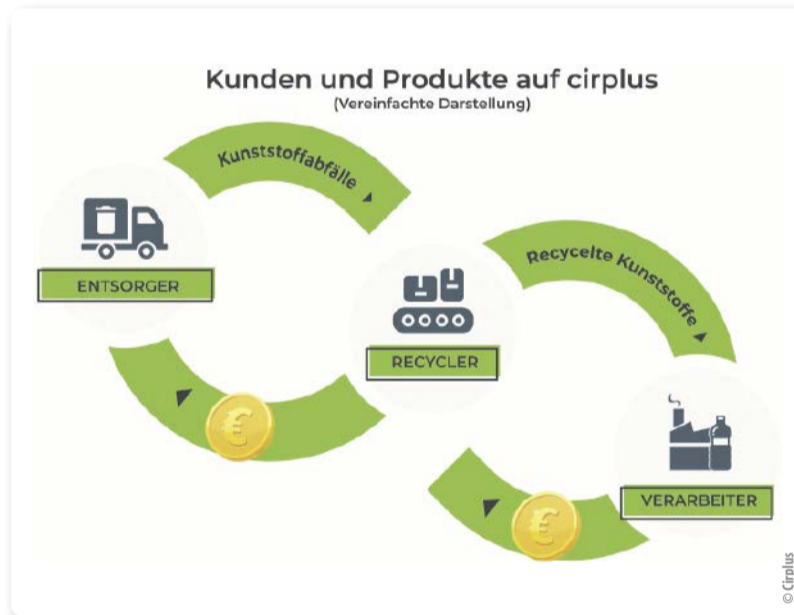 Kunden und Produkte auf cirplus
(Vereinfachte Darstellung)
Kunststoffabfälle
ENTSORGER
Recycelte Kunststoffe
RECYCLER
€
VERARBEITER
€
© Cirplus